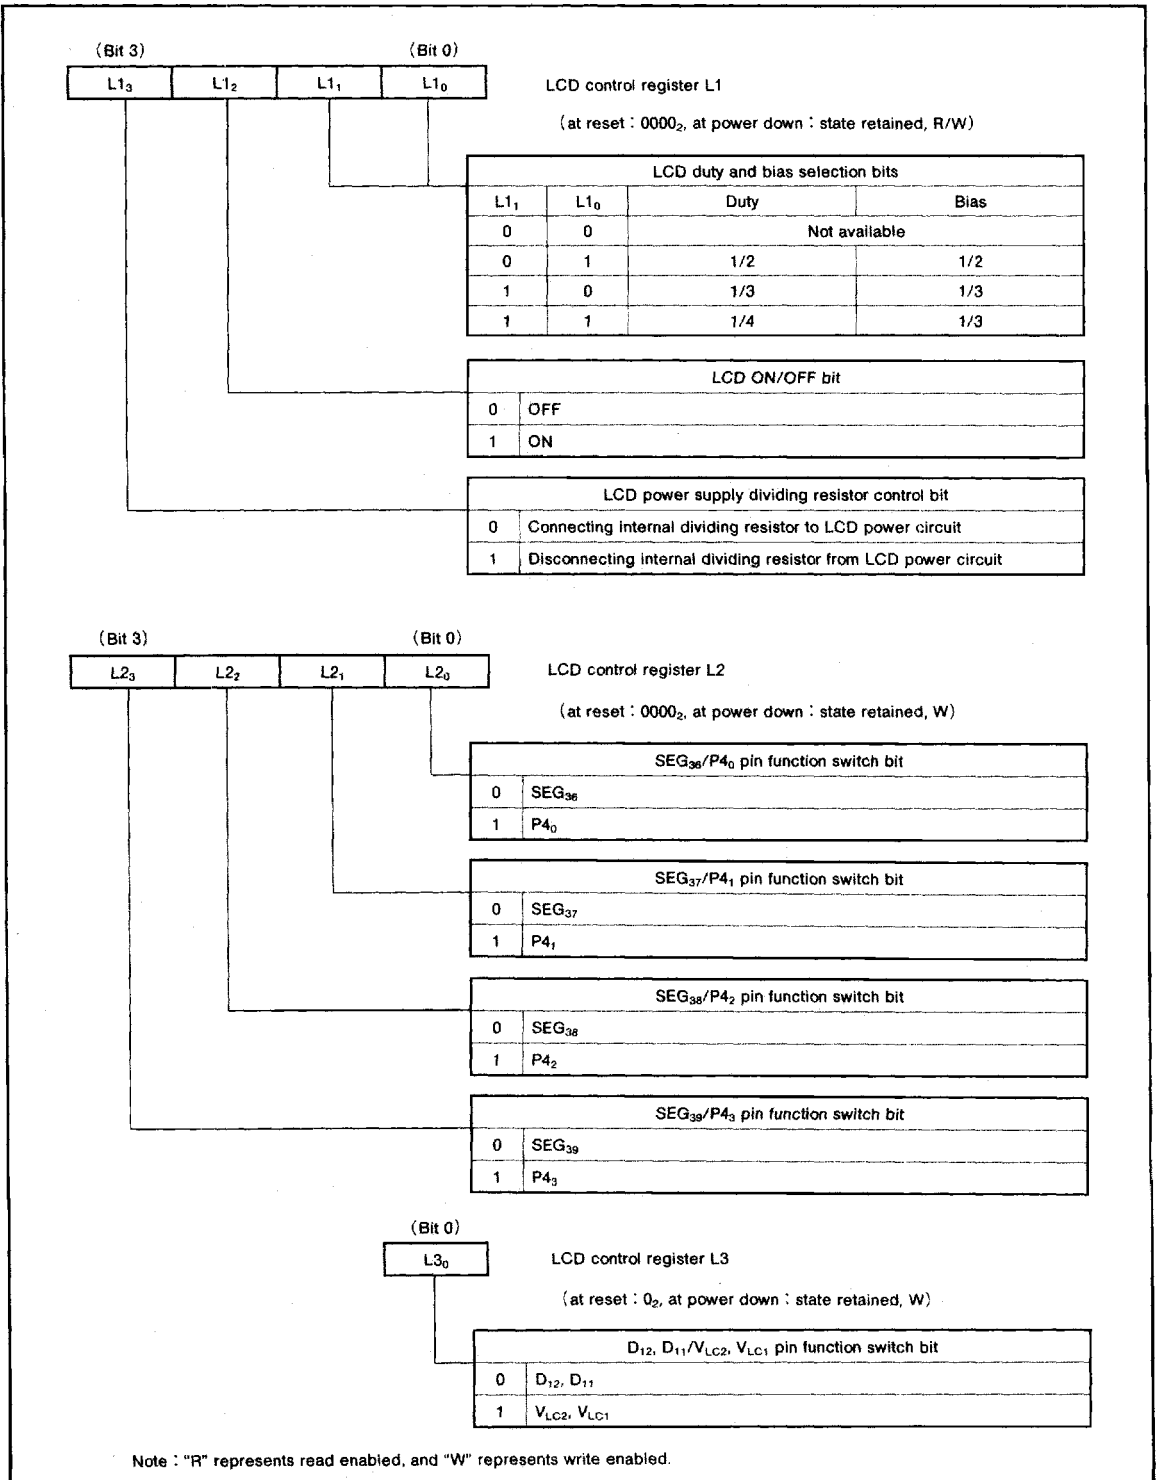 (Bit 3) (Bit 0)
L1₃ L1₂ L1₁ L1₀ LCD control register L1
(at reset : 0000₂, at power down : state retained, R/W)
LCD duty and bias selection bits
L1₁ L1₀ Duty Bias
0 0 Not available
0 1 1/2 1/2
1 0 1/3 1/3
1 1 1/4 1/3
LCD ON/OFF bit
0 OFF
1 ON
LCD power supply dividing resistor control bit
0 Connecting internal dividing resistor to LCD power circuit
1 Disconnecting internal dividing resistor from LCD power circuit
(Bit 3) (Bit 0)
L2₃ L2₂ L2₁ L2₀ LCD control register L2
(at reset : 0000₂, at power down : state retained, W)
SEG₃₆/P4₀ pin function switch bit
0 SEG₃₆
1 P4₀
SEG₃₇/P4₁ pin function switch bit
0 SEG₃₇
1 P4₁
SEG₃₈/P4₂ pin function switch bit
0 SEG₃₈
1 P4₂
SEG₃₉/P4₃ pin function switch bit
0 SEG₃₉
1 P4₃
(Bit 0)
L3₀ LCD control register L3
(at reset : 0₂, at power down : state retained, W)
D₁₂, D₁₁/V_LC2, V_LC1 pin function switch bit
0 D₁₂, D₁₁
1 V_LC2, V_LC1
Note : "R" represents read enabled, and "W" represents write enabled.